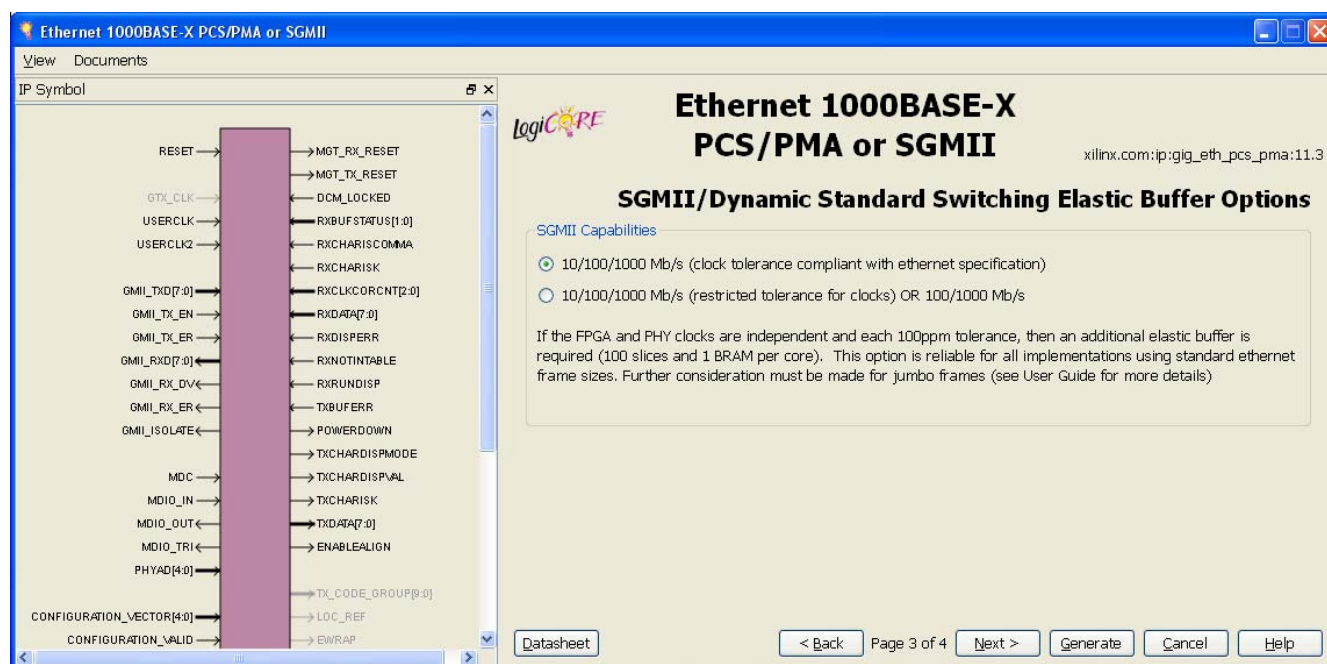 Ethernet 1000BASE-X PCS/PMA or SGMII
View Documents
IP Symbol
RESET
GTX_CLK
USERCLK
USERCLK2
GMII_TXD[7:0]
GMII_TX_EN
GMII_TX_ER
GMII_RXD[7:0]
GMII_RX_DV
GMII_RX_ER
GMII_ISOLATE
MDC
MDIO_IN
MDIO_OUT
MDIO_TRI
PHYAD[4:0]
CONFIGURATION_VECTOR[4:0]
CONFIGURATION_VALID
MGT_RX_RESET
MGT_TX_RESET
DCM_LOCKED
RXBUFSTATUS[1:0]
RXCHARISCOMMA
RXCHARISK
RXCLKCORCNT[2:0]
RXDATA[7:0]
RXDISPERR
RXNOTINTABLE
RXRUNDISP
TXBUFERR
POWERDOWN
TXCHARDISPMODE
TXCHARDISPVAL
TXCHARISK
TXDATA[7:0]
ENABLEALIGN
TX_CODE_GROUP[9:0]
LOC_REF
EWRAP
LogiCORE
Ethernet 1000BASE-X
PCS/PMA or SGMII
xilinx.com:ip:gig_eth_pcs_pma:11.3
SGMII/Dynamic Standard Switching Elastic Buffer Options
SGMII Capabilities
10/100/1000 Mb/s (clock tolerance compliant with ethernet specification)
10/100/1000 Mb/s (restricted tolerance for clocks) OR 100/1000 Mb/s
If the FPGA and PHY clocks are independent and each 100ppm tolerance, then an additional elastic buffer is
required (100 slices and 1 BRAM per core). This option is reliable for all implementations using standard ethernet
frame sizes. Further consideration must be made for jumbo frames (see User Guide for more details)
Datasheet
< Back Page 3 of 4 Next > Generate Cancel Help